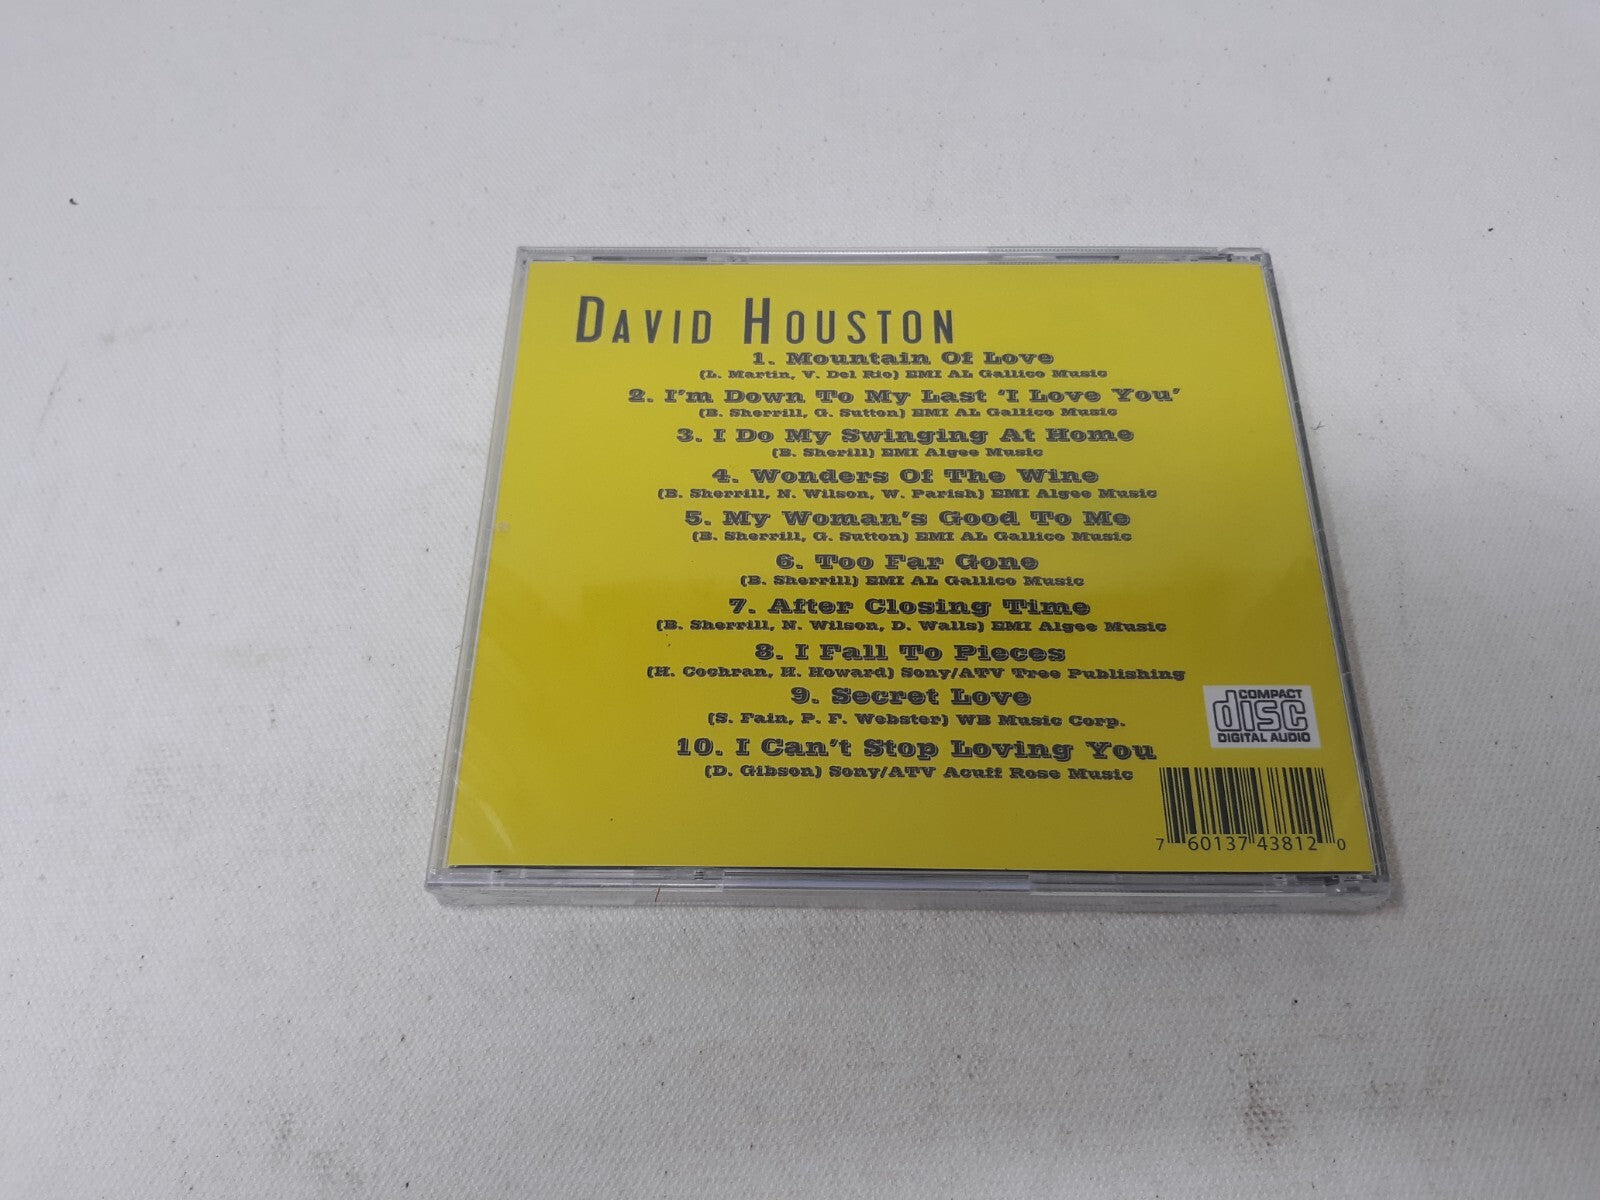 David Houston
1. Mountain Of Love
(L. Martin, V. Del Rio) EMI AL Gallico Music
2. I'm Down To My Last 'I Love You'
(B. Sherrill, G. Sutton) EMI AL Gallico Music
3. I Do My Swinging At Home
(B. Sherill) EMI Algee Music
4. Wonders Of The Wine
(B. Sherrill, N. Wilson, W. Parish) EMI Algee Music
5. My Woman's Good To Me
(B. Sherrill, G. Sutton) EMI AL Gallico Music
6. Too Far Gone
(B. Sherrill) EMI AL Gallico Music
7. After Closing Time
(B. Sherrill, N. Wilson, D. Walls) EMI Algee Music
8. I Fall To Pieces
(H. Cochran, H. Howard) Sony/ATV Tree Publishing
9. Secret Love
(S. Fain, P. F. Webster) WB Music Corp.
10. I Can't Stop Loving You
(D. Gibson) Sony/ATV Acuff Rose Music
COMPACT
disc
DIGITAL AUDIO
7 60137 43812 0